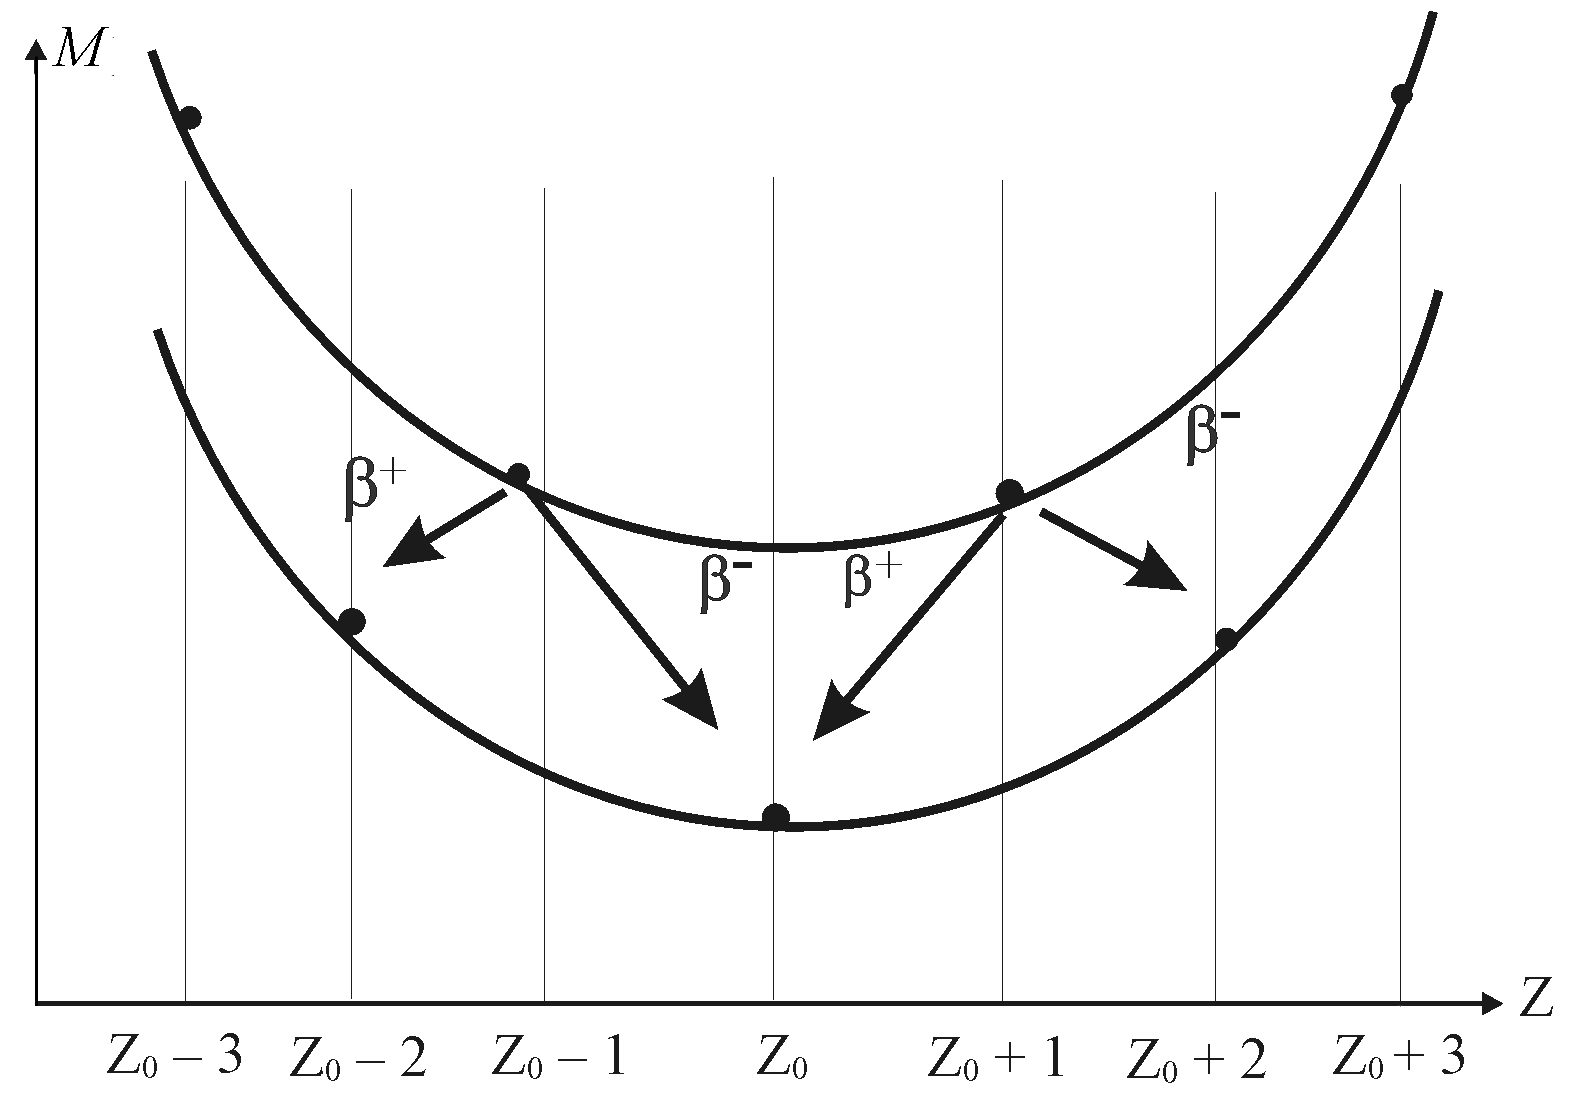 M
β⁻
β⁺
β⁻
β⁺
Z
Z₀ – 3
Z₀ – 2
Z₀ – 1
Z₀
Z₀ + 1
Z₀ + 2
Z₀ + 3